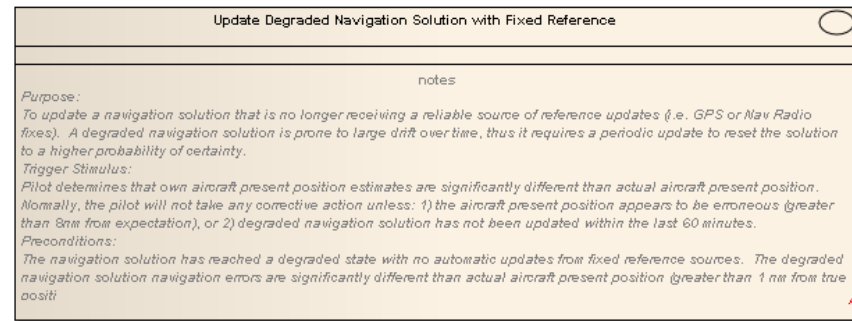 Update Degraded Navigation Solution with Fixed Reference
notes
Purpose:
To update a navigation solution that is no longer receiving a reliable source of reference updates (i.e. GPS or Nav Radio
fixes). A degraded navigation solution is prone to large drift over time, thus it requires a periodic update to reset the solution
to a higher probability of certainty.
Trigger Stimulus:
Pilot determines that own aircraft present position estimates are significantly different than actual aircraft present position.
Normally, the pilot will not take any corrective action unless: 1) the aircraft present position appears to be erroneous (greater
than 8nm from expectation), or 2) degraded navigation solution has not been updated within the last 60 minutes.
Preconditions:
The navigation solution has reached a degraded state with no automatic updates from fixed reference sources. The degraded
navigation solution navigation errors are significantly different than actual aircraft present position (greater than 1 nm from true
positi